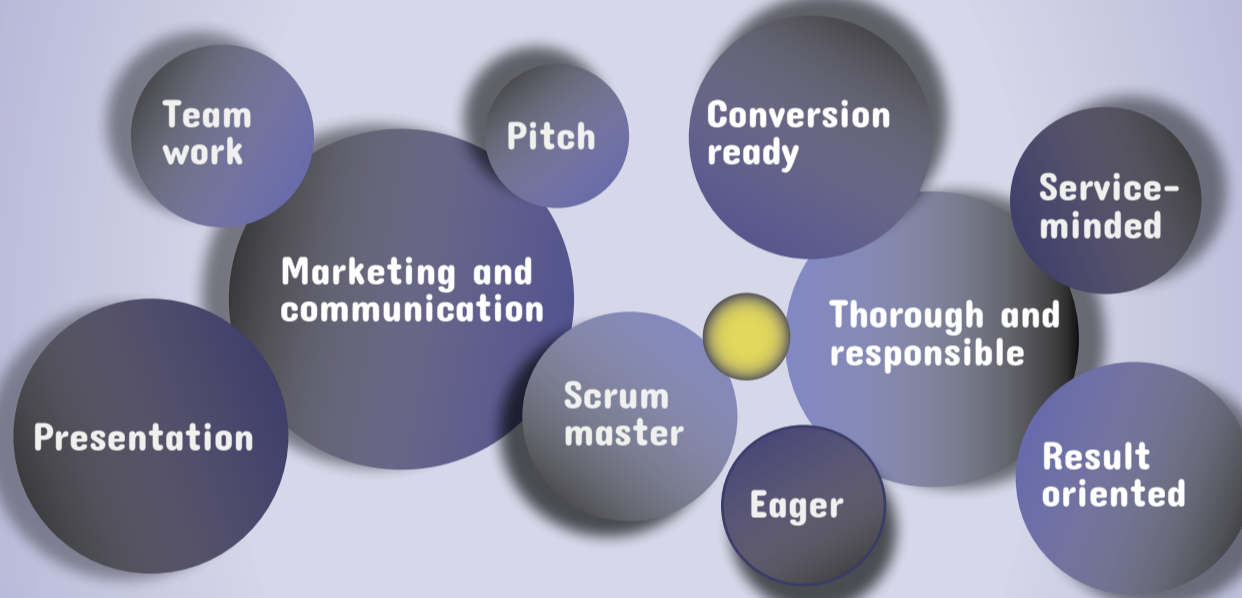 Team
work
Pitch
Conversion
ready
Service-
minded
Marketing and
communication
Thorough and
responsible
Presentation
Scrum
master
Eager
Result
oriented